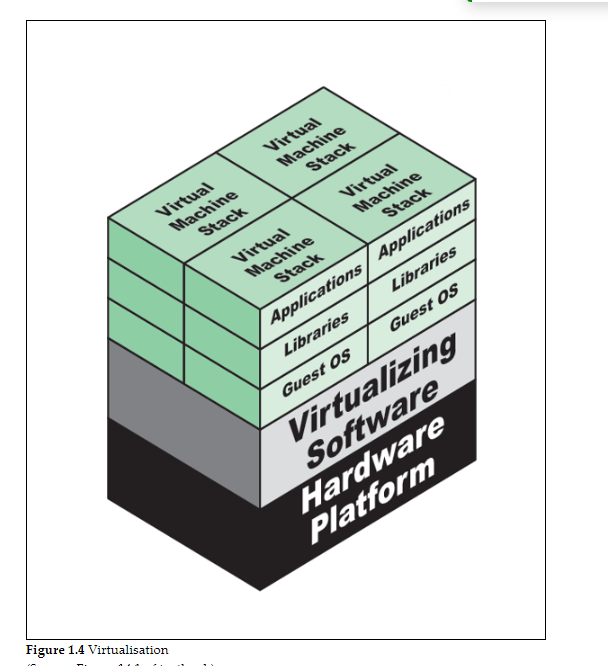 Virtual
Machine
Stack
Virtual
Machine
Stack
Virtual
Machine
Stack
Virtual
Machine
Stack
Applications
Libraries
Guest OS
Applications
Libraries
Guest OS
Virtualizing
Software
Hardware
Platform
Figure 1.4 Virtualisation